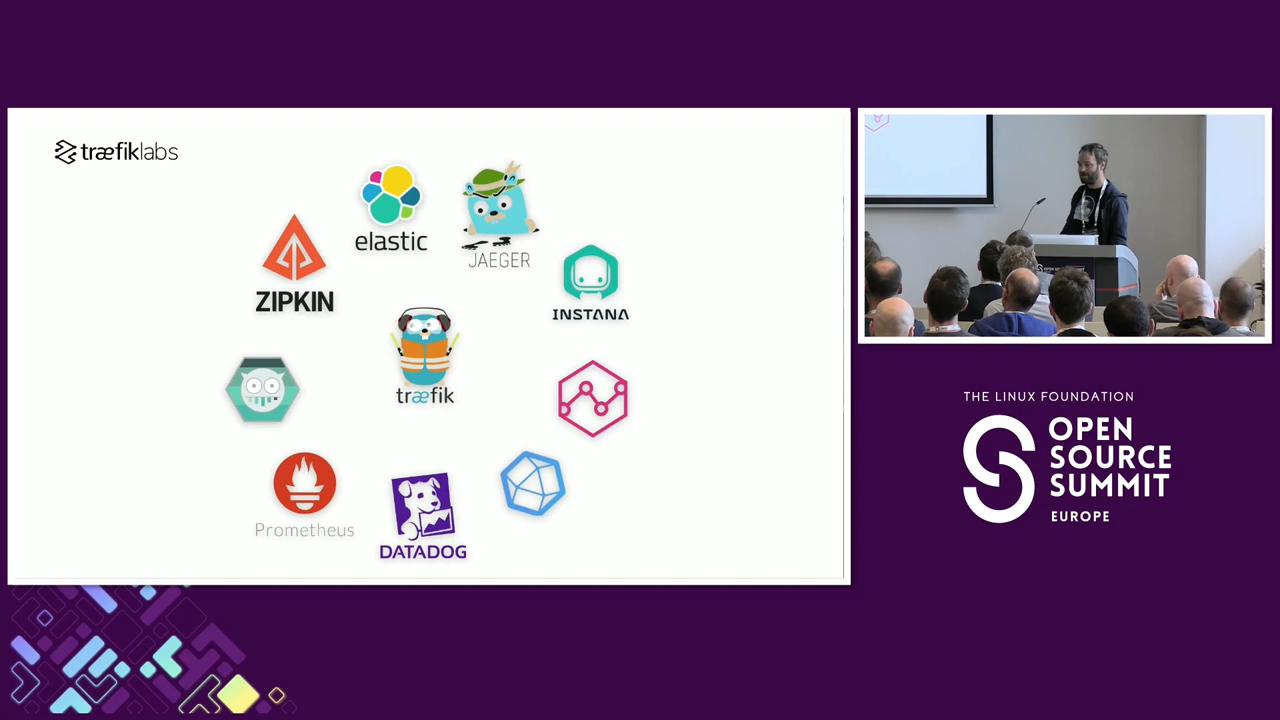 træfiklabs
elastic
JAEGER
ZIPKIN
INSTANA
træfik
Prometheus
DATADOG
THE LINUX FOUNDATION
OPEN
SOURCE
SUMMIT
EUROPE